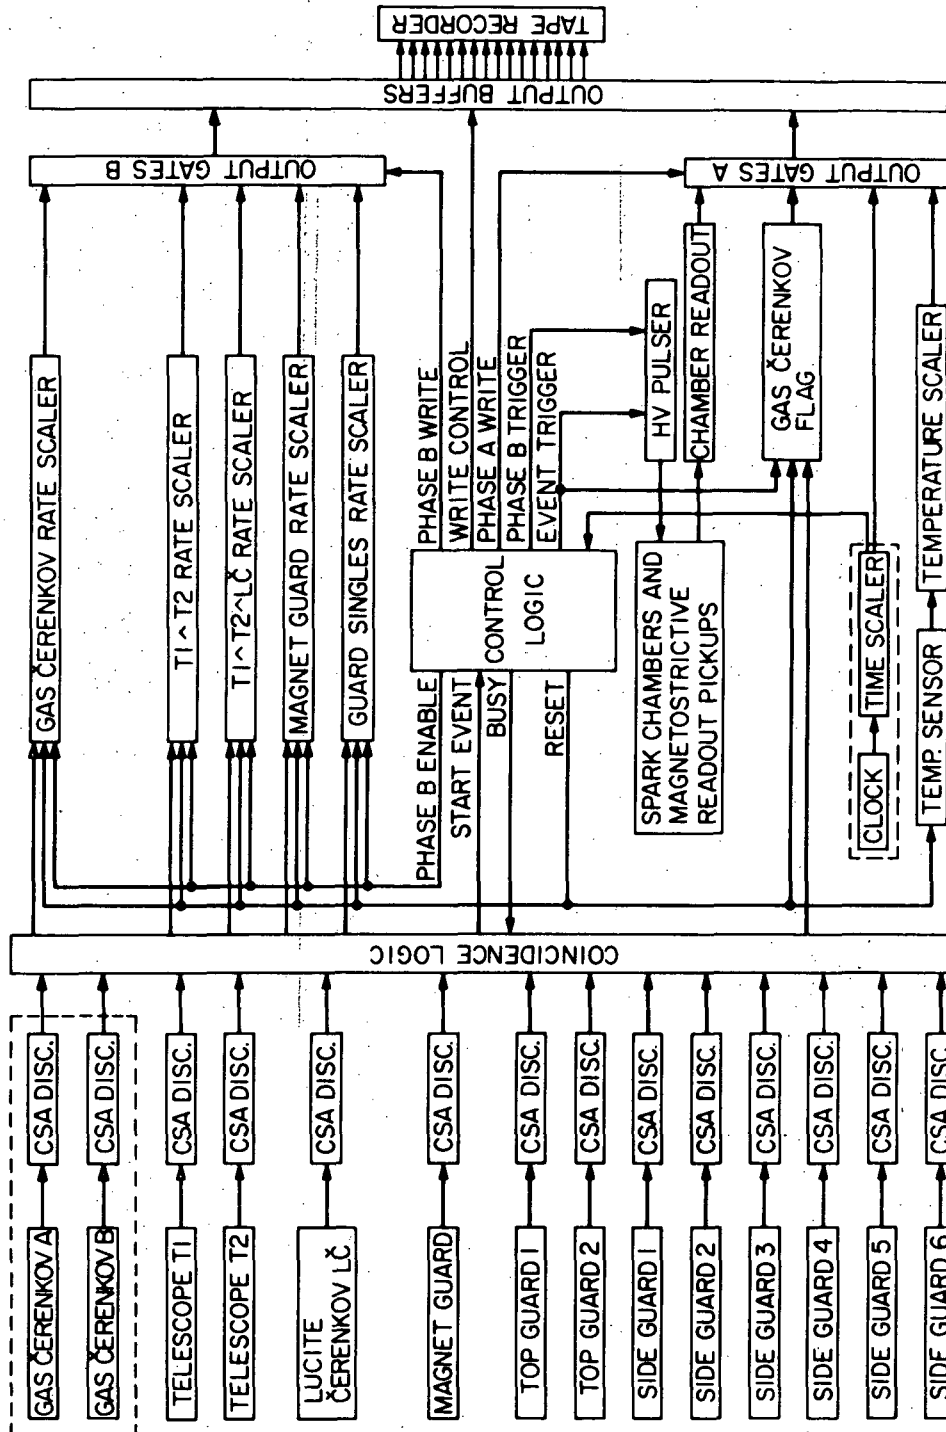 GAS ČERENKOV A
CSA DISC.
GAS ČERENKOV B
CSA DISC.
TELESCOPE T1
CSA DISC.
TELESCOPE T2
CSA DISC.
LUCITE
ČERENKOV LČ
CSA DISC.
MAGNET GUARD
CSA DISC.
TOP GUARD 1
CSA DISC.
TOP GUARD 2
CSA DISC.
SIDE GUARD 1
CSA DISC.
SIDE GUARD 2
CSA DISC.
SIDE GUARD 3
CSA DISC.
SIDE GUARD 4
CSA DISC.
SIDE GUARD 5
CSA DISC.
SIDE GUARD 6
CSA DISC.
COINCIDENCE LOGIC
GAS ČERENKOV RATE SCALER
T1^T2 RATE SCALER
T1^T2^LČ RATE SCALER
MAGNET GUARD RATE SCALER
GUARD SINGLES RATE SCALER
PHASE B ENABLE
START EVENT
BUSY
RESET
CONTROL
LOGIC
PHASE B WRITE
WRITE CONTROL
PHASE A WRITE
PHASE B TRIGGER
EVENT TRIGGER
HV PULSER
SPARK CHAMBERS AND
MAGNETOSTRICTIVE
READOUT PICKUPS
CHAMBER READOUT
GAS ČERENKOV
FLAG
CLOCK
TIME SCALER
TEMP. SENSOR
TEMPERATURE SCALER
OUTPUT GATES B
OUTPUT GATES A
OUTPUT BUFFERS
TAPE RECORDER